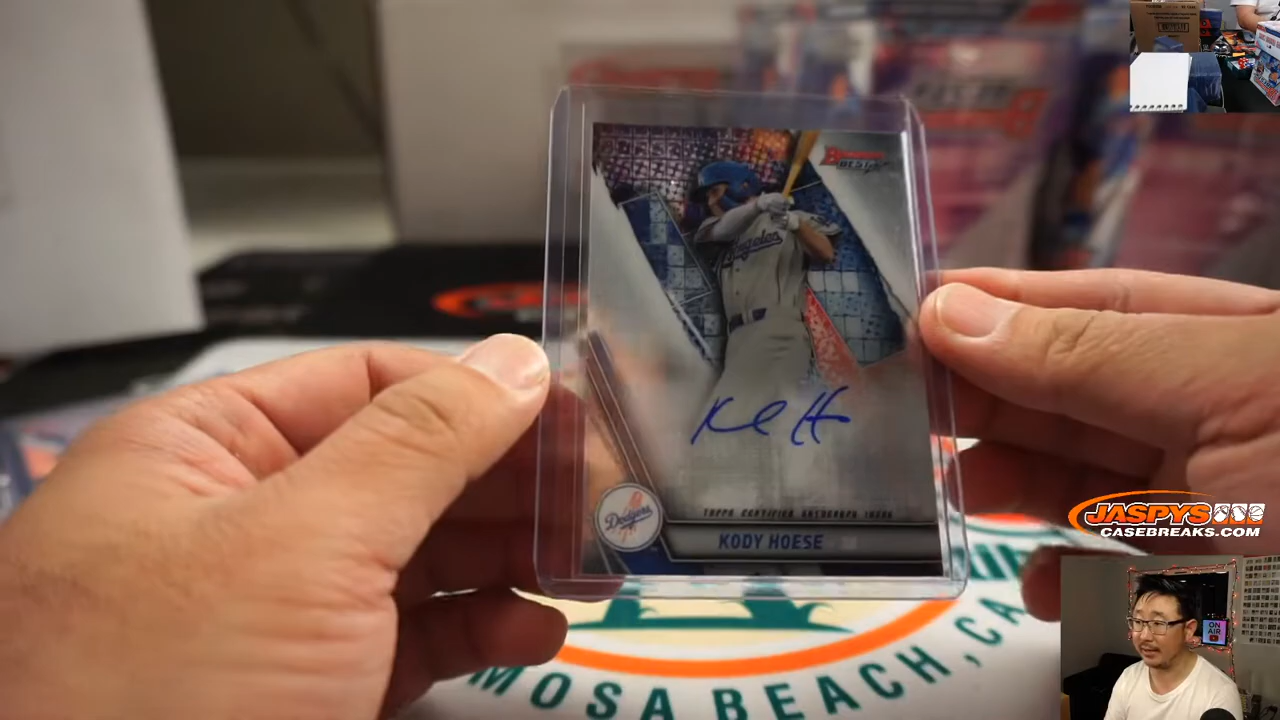 BOWMAN'S
BEST
Los Angeles
TOPPS CERTIFIED AUTOGRAPH ISSUE
Dodgers
KODY HOESE
JASPYS
CASEBREAKS.COM
ON
AIR
MOSA BEACH, CA